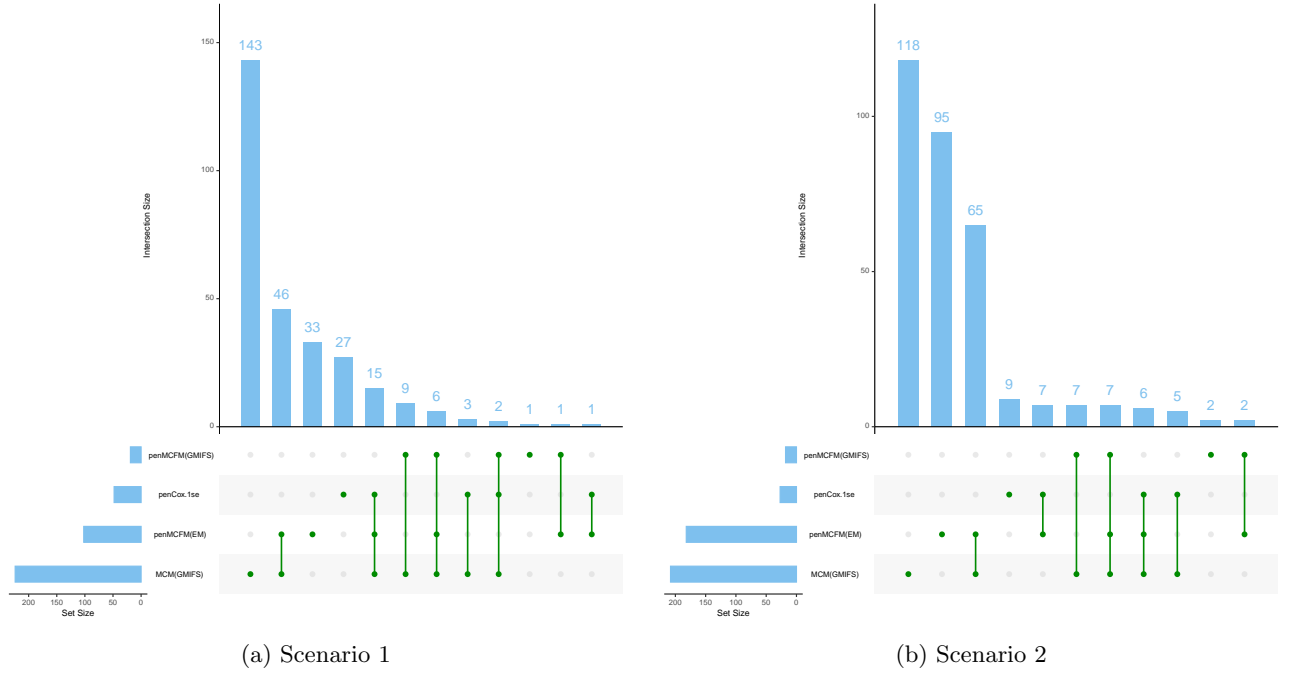 Intersection Size
150
100
50
0
143
46
33
27
15
9
6
3
2
1
1
1
penMCFM(GMIFS)
penCox.1se
penMCFM(EM)
MCM(GMIFS)
200 150 100 50 0
Set Size
(a) Scenario 1
Intersection Size
100
50
0
118
95
65
9
7
7
7
6
5
2
2
penMCFM(GMIFS)
penCox.1se
penMCFM(EM)
MCM(GMIFS)
200 150 100 50 0
Set Size
(b) Scenario 2